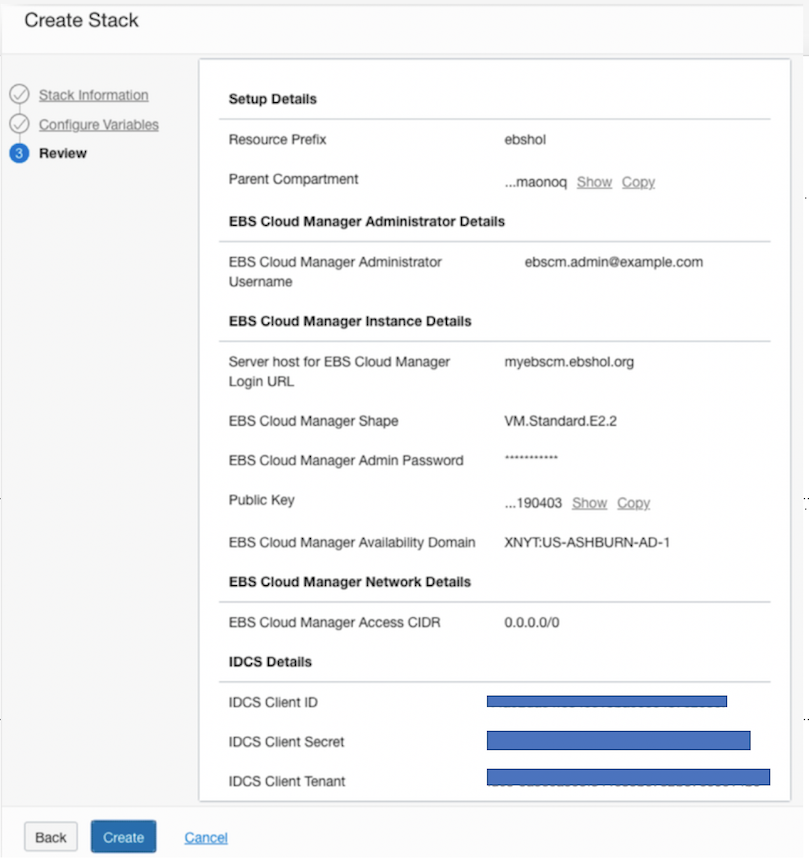 Create Stack
Stack Information
Configure Variables
3 Review
Setup Details
Resource Prefix ebshol
Parent Compartment ...maonoq Show Copy
EBS Cloud Manager Administrator Details
EBS Cloud Manager Administrator ebscm.admin@example.com
Username
EBS Cloud Manager Instance Details
Server host for EBS Cloud Manager myebscm.ebshol.org
Login URL
EBS Cloud Manager Shape VM.Standard.E2.2
EBS Cloud Manager Admin Password ***********
Public Key ...190403 Show Copy
EBS Cloud Manager Availability Domain XNYT:US-ASHBURN-AD-1
EBS Cloud Manager Network Details
EBS Cloud Manager Access CIDR 0.0.0.0/0
IDCS Details
IDCS Client ID
IDCS Client Secret
IDCS Client Tenant
Back Create Cancel